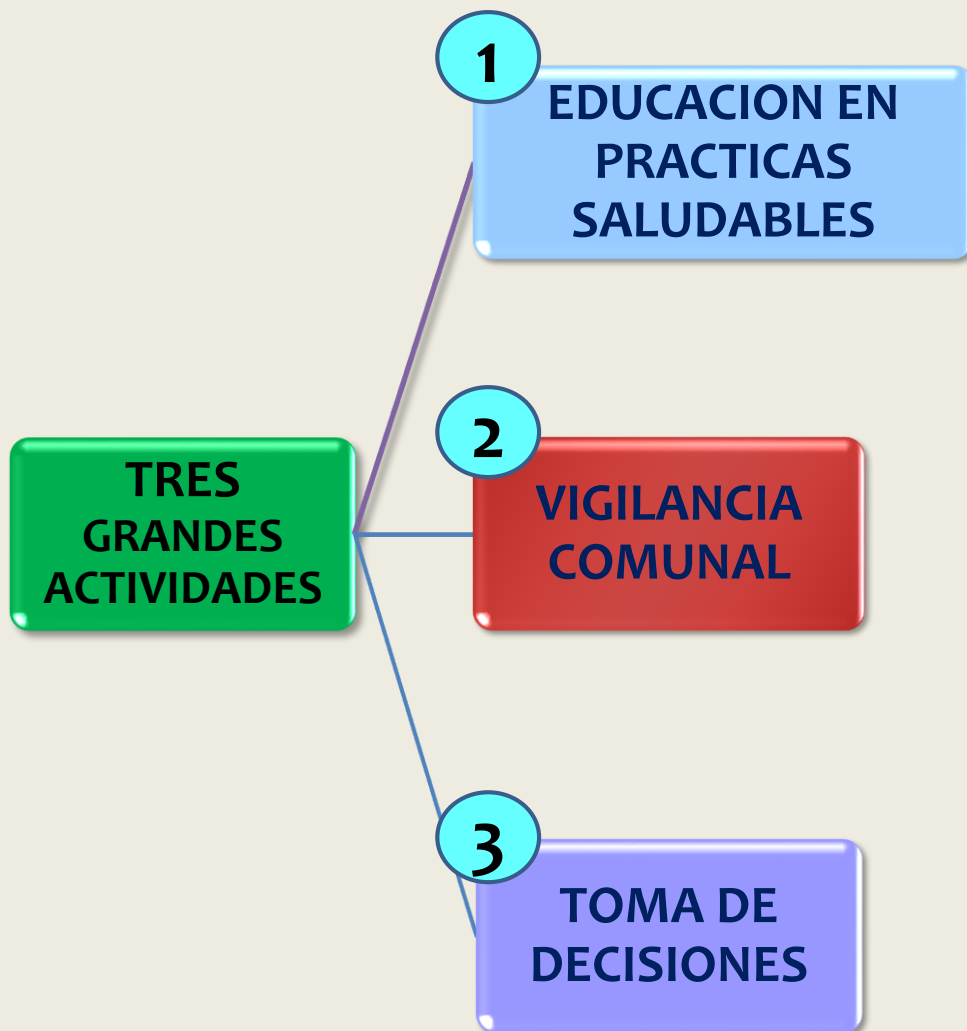 1
EDUCACION EN
PRACTICAS
SALUDABLES
TRES
GRANDES
ACTIVIDADES
2
VIGILANCIA
COMUNAL
3
TOMA DE
DECISIONES